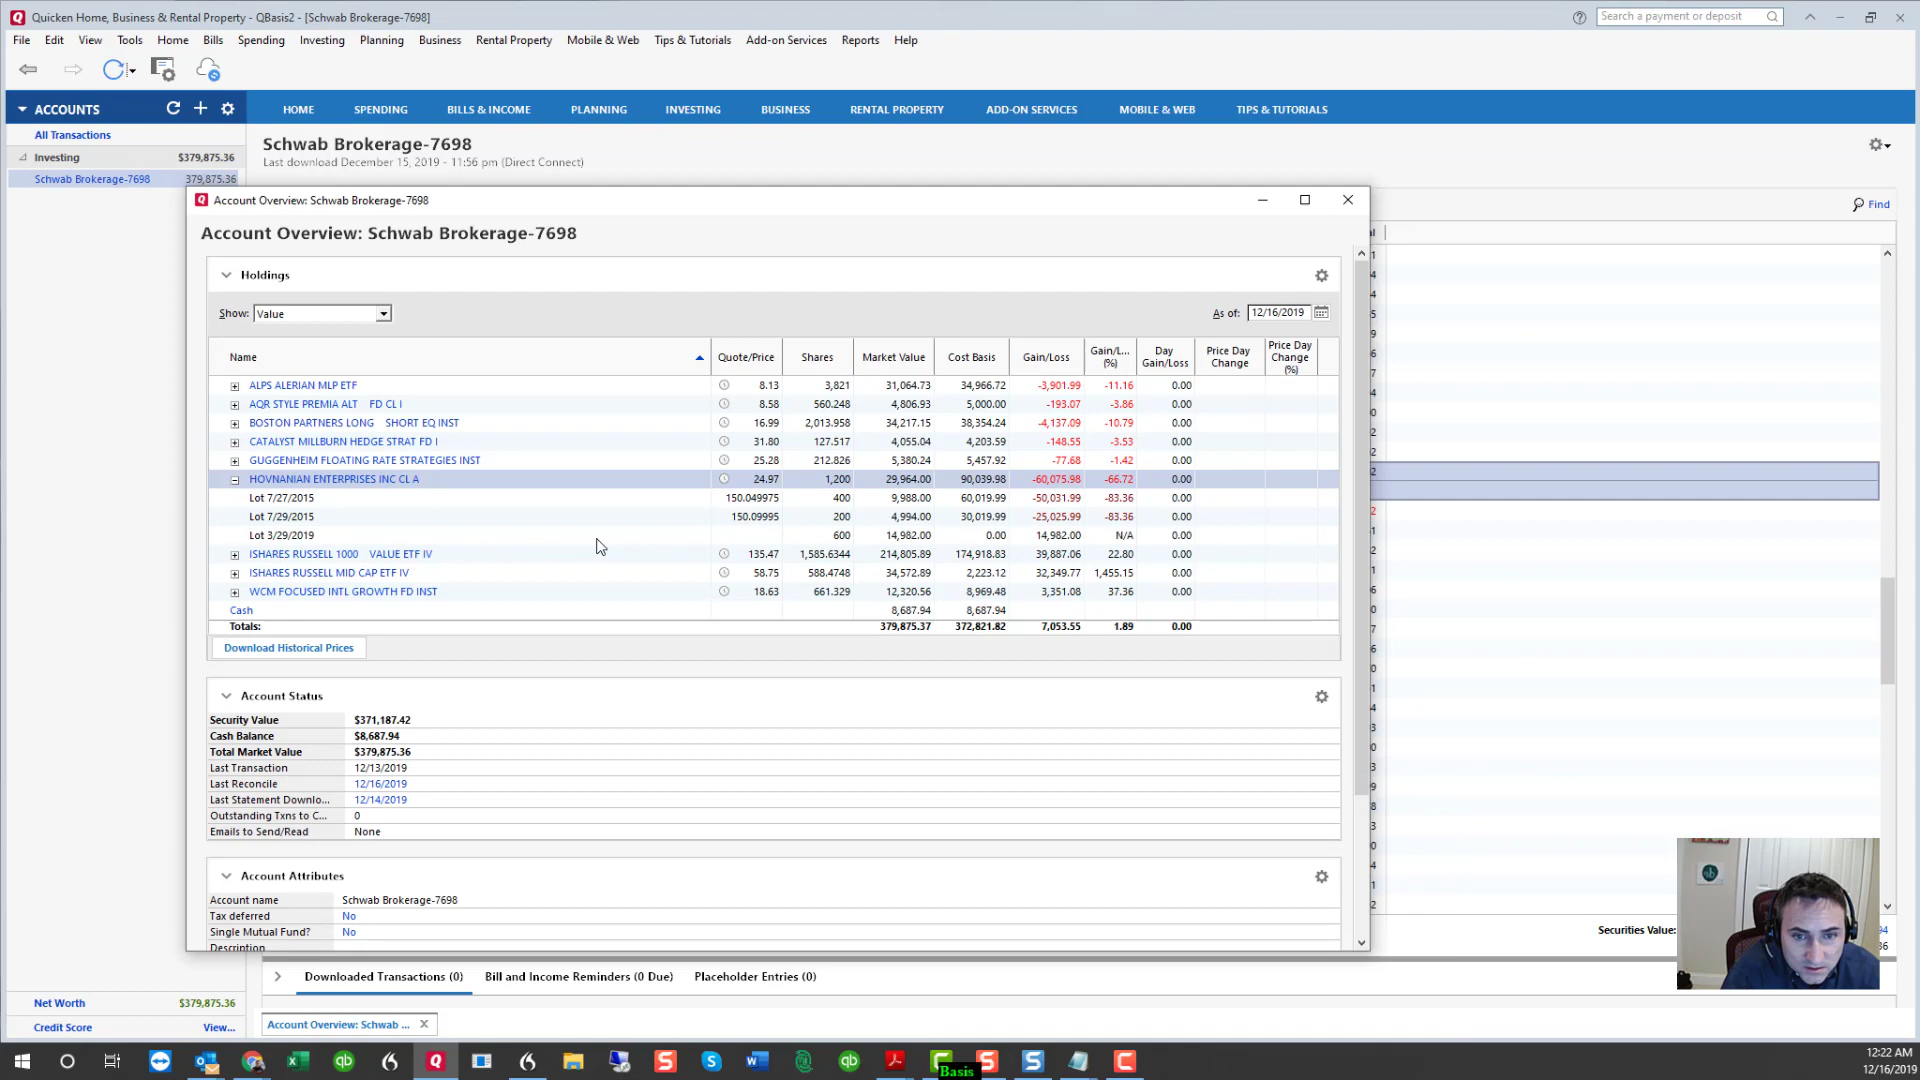 Quicken Home, Business & Rental Property - QBasis2 - [Schwab Brokerage-7698]
Search a payment or deposit
File Edit View Tools Home Bills Spending Investing Planning Business Rental Property Mobile & Web Tips & Tutorials Add-on Services Reports Help
ACCOUNTS
HOME SPENDING BILLS & INCOME PLANNING INVESTING BUSINESS RENTAL PROPERTY ADD-ON SERVICES MOBILE & WEB TIPS & TUTORIALS
All Transactions
Investing $379,875.36
Schwab Brokerage-7698 379,875.36
Schwab Brokerage-7698
Last download December 15, 2019 - 11:56 pm (Direct Connect)
Find
Account Overview: Schwab Brokerage-7698
Account Overview: Schwab Brokerage-7698
Holdings
Show: Value As of: 12/16/2019
Name Quote/Price Shares Market Value Cost Basis Gain/Loss Gain/L... (%) Day Gain/Loss Price Day Change Price Day Change (%)
ALPS ALERIAN MLP ETF 8.13 3,821 31,064.73 34,966.72 -3,901.99 -11.16 0.00
AQR STYLE PREMIA ALT FD CL I 8.58 560.248 4,806.93 5,000.00 -193.07 -3.86 0.00
BOSTON PARTNERS LONG SHORT EQ INST 16.99 2,013.958 34,217.15 38,354.24 -4,137.09 -10.79 0.00
CATALYST MILLBURN HEDGE STRAT FD I 31.80 127.517 4,055.04 4,203.59 -148.55 -3.53 0.00
GUGGENHEIM FLOATING RATE STRATEGIES INST 25.28 212.826 5,380.24 5,457.92 -77.68 -1.42 0.00
HOVNANIAN ENTERPRISES INC CL A 24.97 1,200 29,964.00 90,039.98 -60,075.98 -66.72 0.00
Lot 7/27/2015 150.049975 400 9,988.00 60,019.99 -50,031.99 -83.36 0.00
Lot 7/29/2015 150.09995 200 4,994.00 30,019.99 -25,025.99 -83.36 0.00
Lot 3/29/2019 600 14,982.00 0.00 14,982.00 N/A 0.00
ISHARES RUSSELL 1000 VALUE ETF IV 135.47 1,585.6344 214,805.89 174,918.83 39,887.06 22.80 0.00
ISHARES RUSSELL MID CAP ETF IV 58.75 588.4748 34,572.89 2,223.12 32,349.77 1,455.15 0.00
WCM FOCUSED INTL GROWTH FD INST 18.63 661.329 12,320.56 8,969.48 3,351.08 37.36 0.00
Cash 8,687.94 8,687.94
Totals: 379,875.37 372,821.82 7,053.55 1.89 0.00
Download Historical Prices
Account Status
Security Value $371,187.42
Cash Balance $8,687.94
Total Market Value $379,875.36
Last Transaction 12/13/2019
Last Reconcile 12/16/2019
Last Statement Downlo... 12/14/2019
Outstanding Txns to C... 0
Emails to Send/Read None
Account Attributes
Account name Schwab Brokerage-7698
Tax deferred No
Single Mutual Fund? No
Description
Securities Value:
Downloaded Transactions (0) Bill and Income Reminders (0 Due) Placeholder Entries (0)
Net Worth $379,875.36
Credit Score View...
Account Overview: Schwab ...
Basis
12:22 AM
12/16/2019